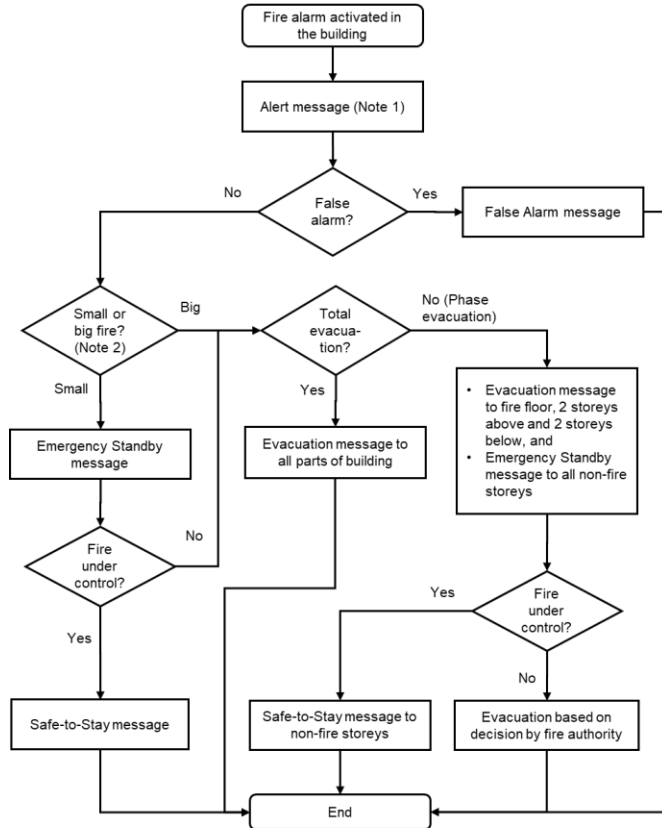 Fire alarm activated in
the building
Alert message (Note 1)
No
False
alarm?
Yes
False Alarm message
Small or
big fire?
(Note 2)
Big
Total
evacua-
tion?
No (Phase
evacuation)
Small
Yes
Emergency Standby
message
Evacuation message to
all parts of building
• Evacuation message
to fire floor, 2 storeys
above and 2 storeys
below, and
• Emergency Standby
message to all non-fire
storeys
Fire
under
control?
No
Yes
Yes
Fire
under
control?
No
Safe-to-Stay message
Safe-to-Stay message to
non-fire storeys
Evacuation based on
decision by fire authority
End